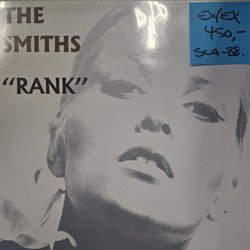 THE
SMITHS
“RANK”
EX/EX
450,-
SCA-88.